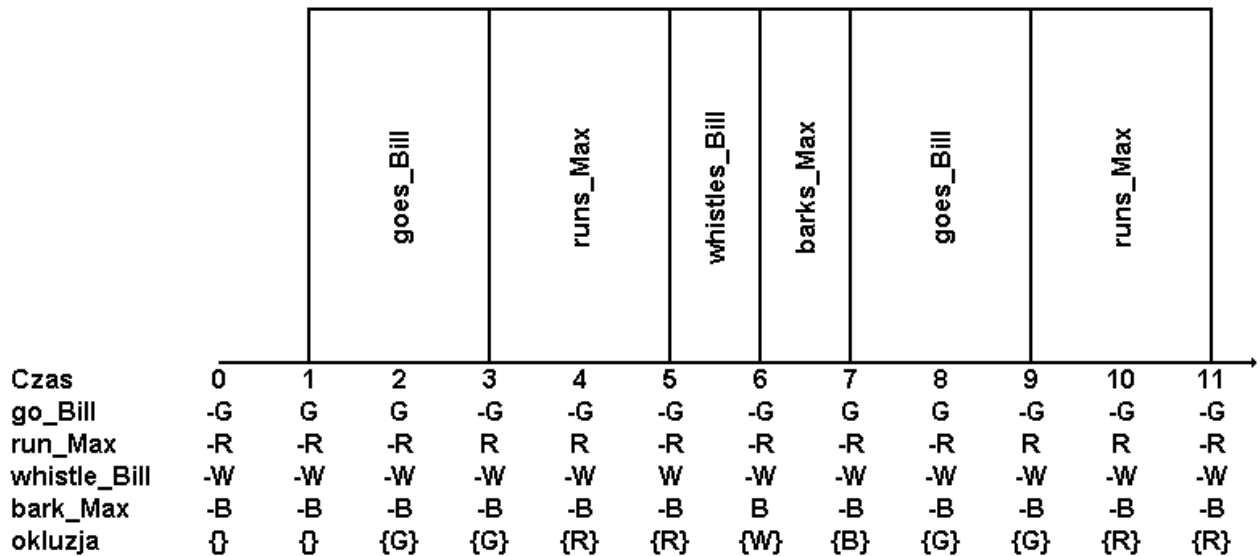 goes_Bill
runs_Max
whistles_Bill
barks_Max
goes_Bill
runs_Max
Czas 0 1 2 3 4 5 6 7 8 9 10 11
go_Bill -G G G -G -G -G -G G G -G -G -G
run_Max -R -R -R R R -R -R -R -R R R -R
whistle_Bill -W -W -W -W -W W -W -W -W -W -W -W
bark_Max -B -B -B -B -B -B B -B -B -B -B -B
okluzja {} {} {G} {G} {R} {R} {W} {B} {G} {G} {R} {R}